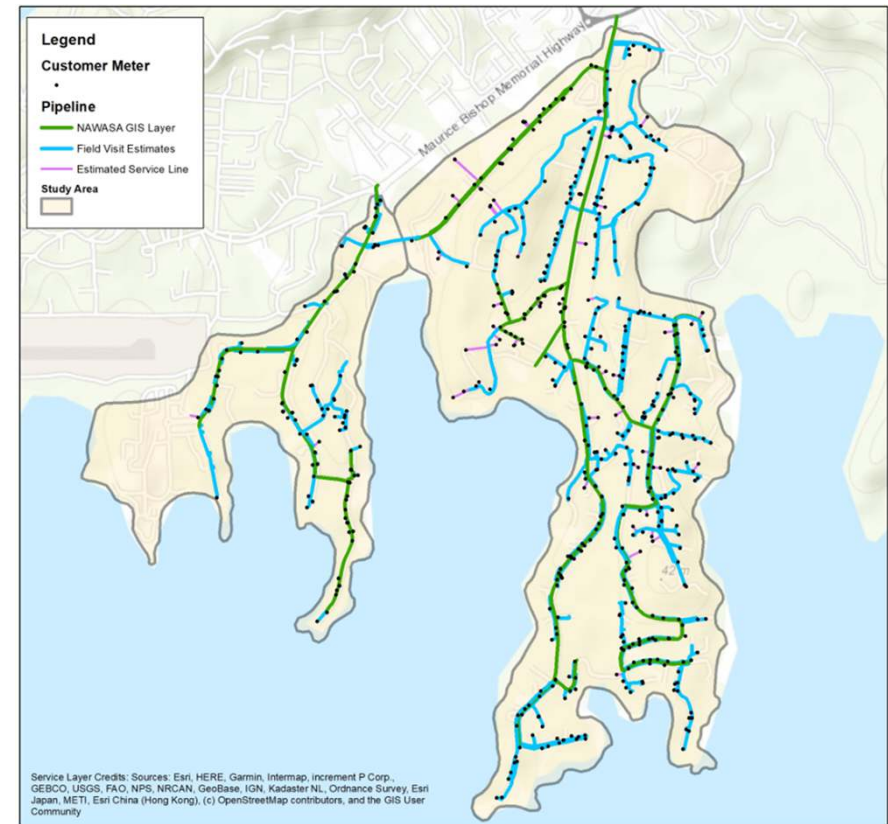 Legend
Customer Meter
Pipeline
NAWASA GIS Layer
Field Visit Estimates
Estimated Service Line
Study Area
Maurice Bishop Memorial Highway
42 m
Service Layer Credits: Sources: Esri, HERE, Garmin, Intermap, increment P Corp.,
GEBCO, USGS, FAO, NPS, NRCAN, GeoBase, IGN, Kadaster NL, Ordnance Survey, Esri
Japan, METI, Esri China (Hong Kong), (c) OpenStreetMap contributors, and the GIS User
Community